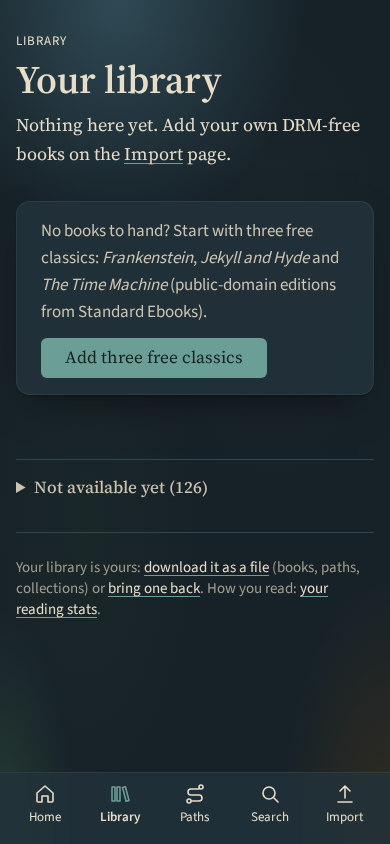 LIBRARY
Your library
Nothing here yet. Add your own DRM-free
books on the Import page.
No books to hand? Start with three free
classics: Frankenstein, Jekyll and Hyde and
The Time Machine (public-domain editions
from Standard Ebooks).
Add three free classics
Not available yet (126)
Your library is yours: download it as a file (books, paths,
collections) or bring one back. How you read: your
reading stats.
Home
Library
Paths
Search
Import